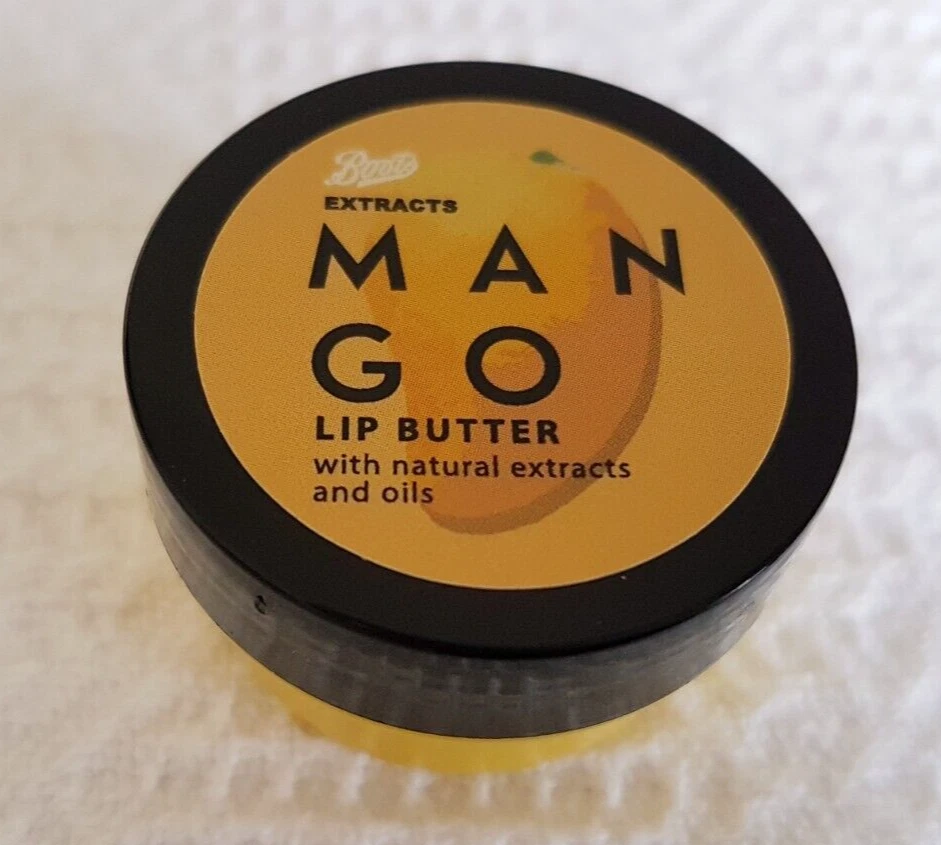 Boots
EXTRACTS
MAN
GO
LIP BUTTER
with natural extracts
and oils